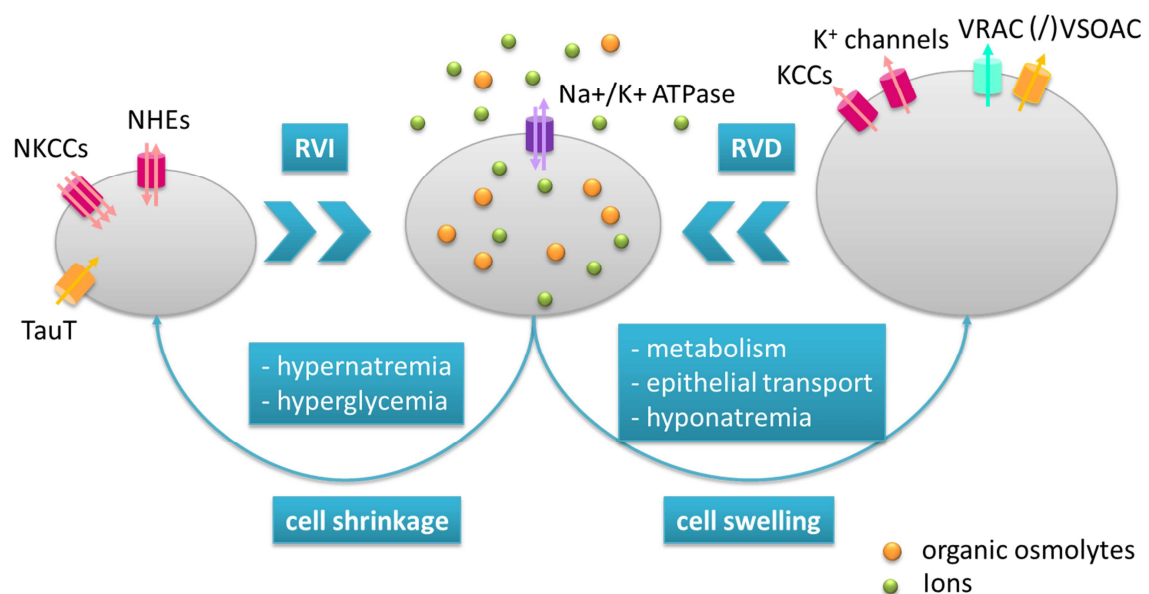 NKCCs
NHEs
TauT
RVI
Na+/K+ ATPase
RVD
KCCs
K⁺ channels
VRAC (/)VSOAC
- hypernatremia
- hyperglycemia
- metabolism
- epithelial transport
- hyponatremia
cell shrinkage
cell swelling
organic osmolytes
Ions